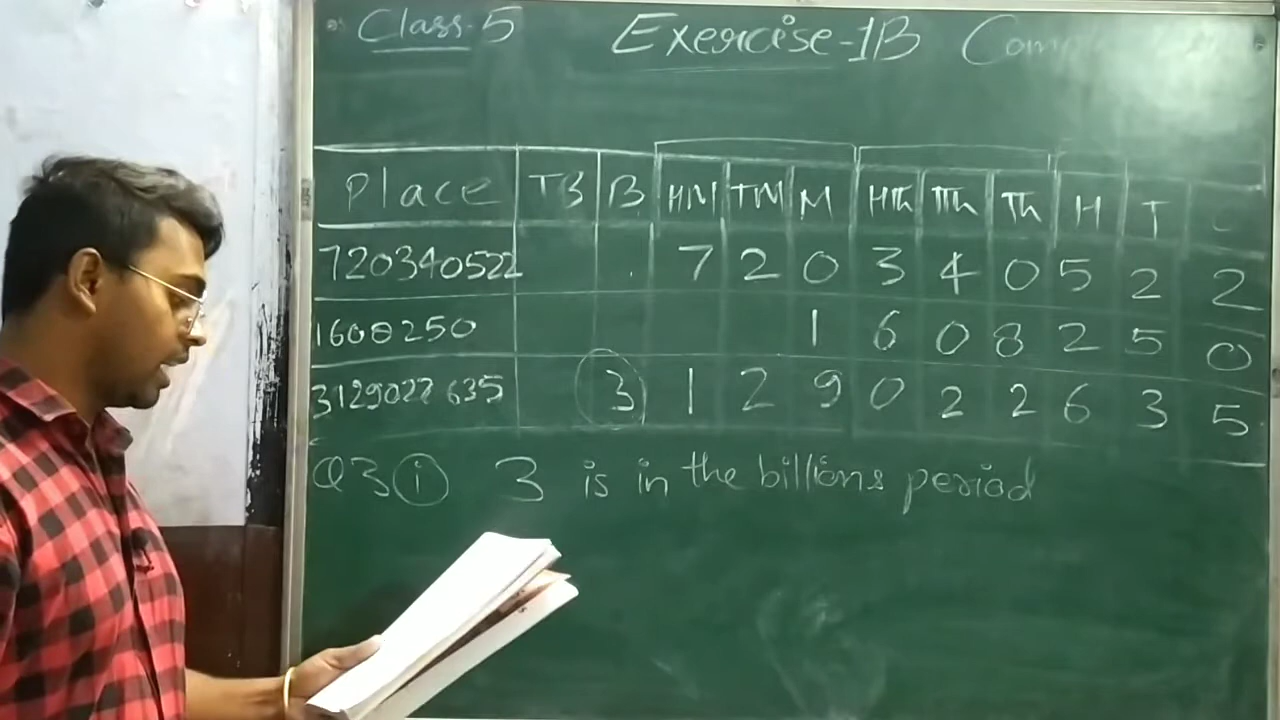 Class-5 Exercise-1B
Place TB B HM TM M HTh TTh Th H T
720340522 7 2 0 3 4 0 5 2 2
1608250 1 6 0 8 2 5 0
3129022635 3 1 2 9 0 2 2 6 3 5
Q3 (i) 3 is in the billions period